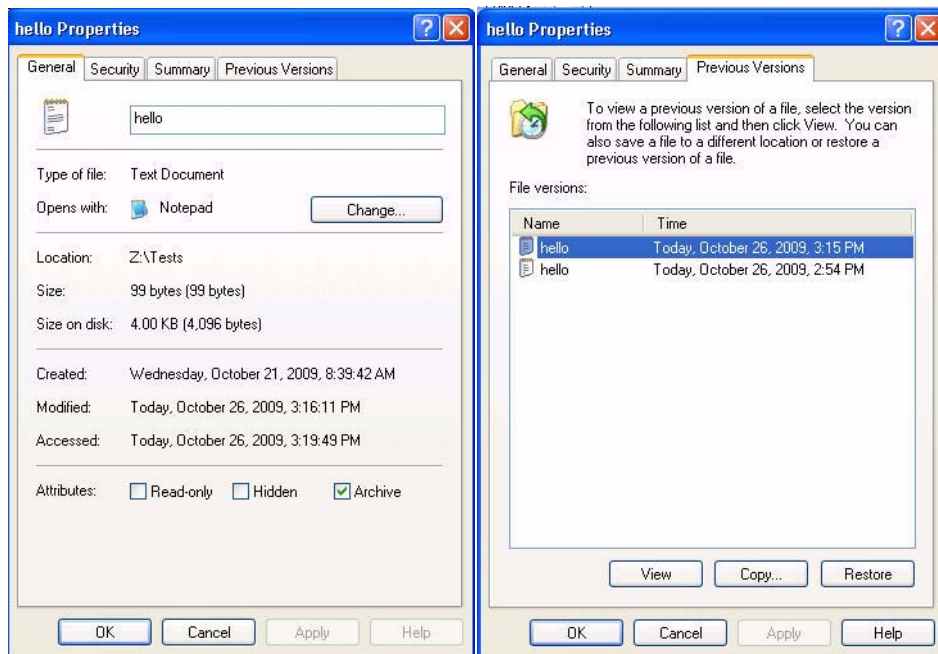 hello Properties
General Security Summary Previous Versions
hello
Type of file: Text Document
Opens with: Notepad Change...
Location: Z:\Tests
Size: 99 bytes (99 bytes)
Size on disk: 4.00 KB (4,096 bytes)
Created: Wednesday, October 21, 2009, 8:39:42 AM
Modified: Today, October 26, 2009, 3:16:11 PM
Accessed: Today, October 26, 2009, 3:19:49 PM
Attributes: Read-only Hidden Archive
OK Cancel Apply Help
hello Properties
General Security Summary Previous Versions
To view a previous version of a file, select the version
from the following list and then click View. You can
also save a file to a different location or restore a
previous version of a file.
File versions:
Name Time
hello Today, October 26, 2009, 3:15 PM
hello Today, October 26, 2009, 2:54 PM
View Copy... Restore
OK Cancel Apply Help